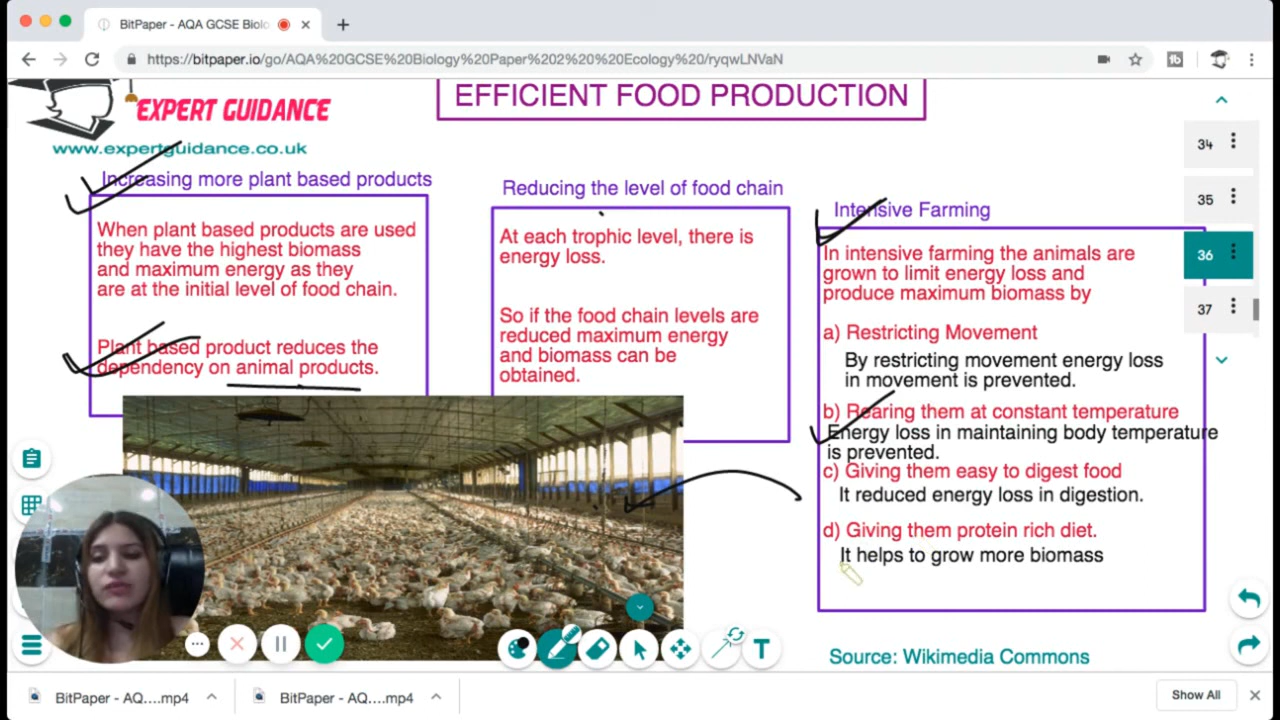 BitPaper - AQA GCSE Biolo
https://bitpaper.io/go/AQA%20GCSE%20Biology%20Paper%202%20%20Ecology%20/ryqwLNVaN
EXPERT GUIDANCE
www.expertguidance.co.uk
EFFICIENT FOOD PRODUCTION
Increasing more plant based products
When plant based products are used
they have the highest biomass
and maximum energy as they
are at the initial level of food chain.
Plant based product reduces the
dependency on animal products.
Reducing the level of food chain
At each trophic level, there is
energy loss.
So if the food chain levels are
reduced maximum energy
and biomass can be
obtained.
Intensive Farming
In intensive farming the animals are
grown to limit energy loss and
produce maximum biomass by
a) Restricting Movement
By restricting movement energy loss
in movement is prevented.
b) Rearing them at constant temperature
Energy loss in maintaining body temperature
is prevented.
c) Giving them easy to digest food
It reduced energy loss in digestion.
d) Giving them protein rich diet.
It helps to grow more biomass
Source: Wikimedia Commons
34
35
36
37
T
BitPaper - AQ....mp4
BitPaper - AQ....mp4
Show All